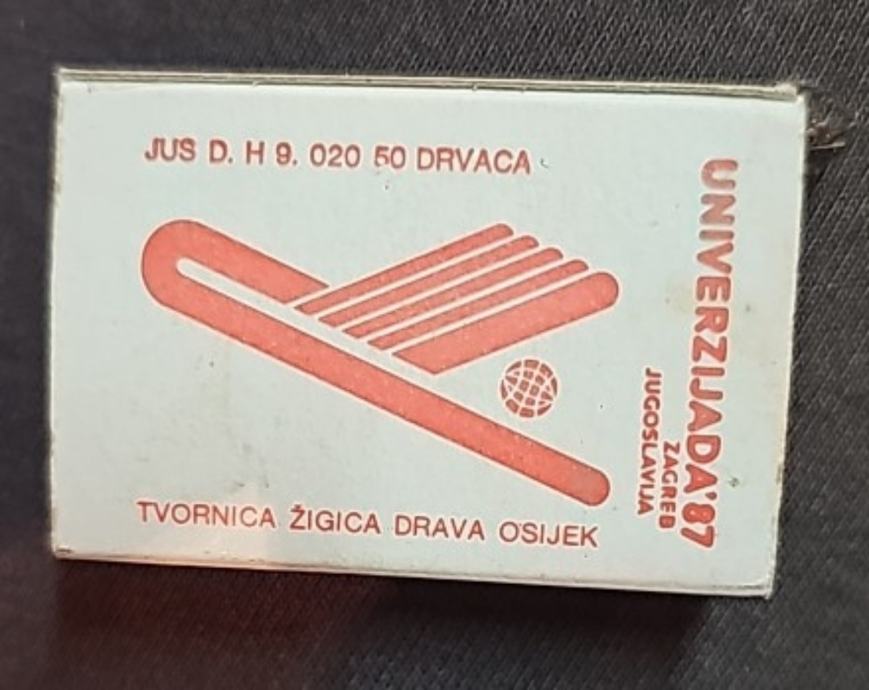 JUS D. H 9. 020 50 DRVACA
TVORNICA ŽIGICA DRAVA OSIJEK
UNIVERZIJADA'87
ZAGREB
JUGOSLAVIJA